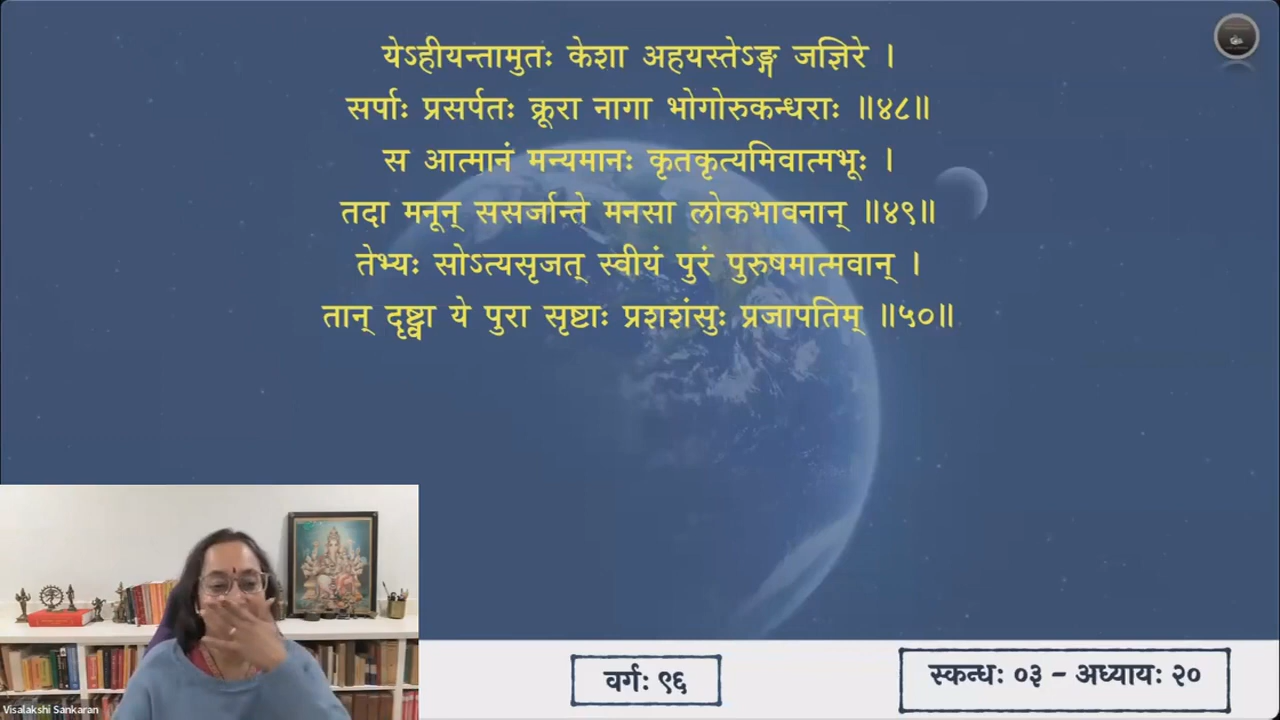 येऽहीयन्तामुतः केशा अहयस्तेऽङ्ग जज्ञिरे ।
सर्पाः प्रसर्पतः क्रूरा नागा भोगोरुकन्धराः ॥४८॥
स आत्मानं मन्यमानः कृतकृत्यमिवात्मभूः ।
तदा मनून् ससर्जान्ते मनसा लोकभावनान् ॥४९॥
तेभ्यः सोऽत्यसृजत् स्वीयं पुरं पुरुषमात्मवान् ।
तान् दृष्ट्वा ये पुरा सृष्टाः प्रशशंसुः प्रजापतिम् ॥५०॥
Visalakshi Sankaran
वर्गः ९६
स्कन्धः ०३ - अध्यायः २०